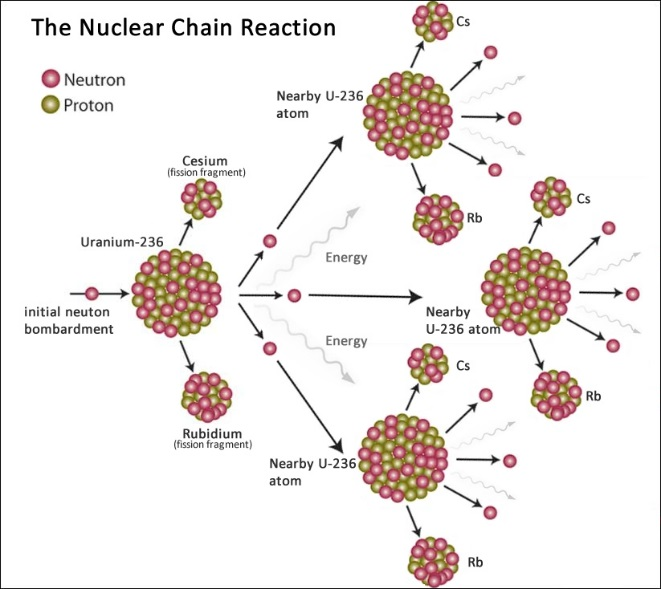 The Nuclear Chain Reaction
Neutron
Proton
Cs
Nearby U-236
atom
Rb
Cesium
(fission fragment)
Uranium-236
initial neuton
bombardment
Rubidium
(fission fragment)
Energy
Energy
Cs
Nearby
U-236 atom
Rb
Cs
Nearby U-236
atom
Rb